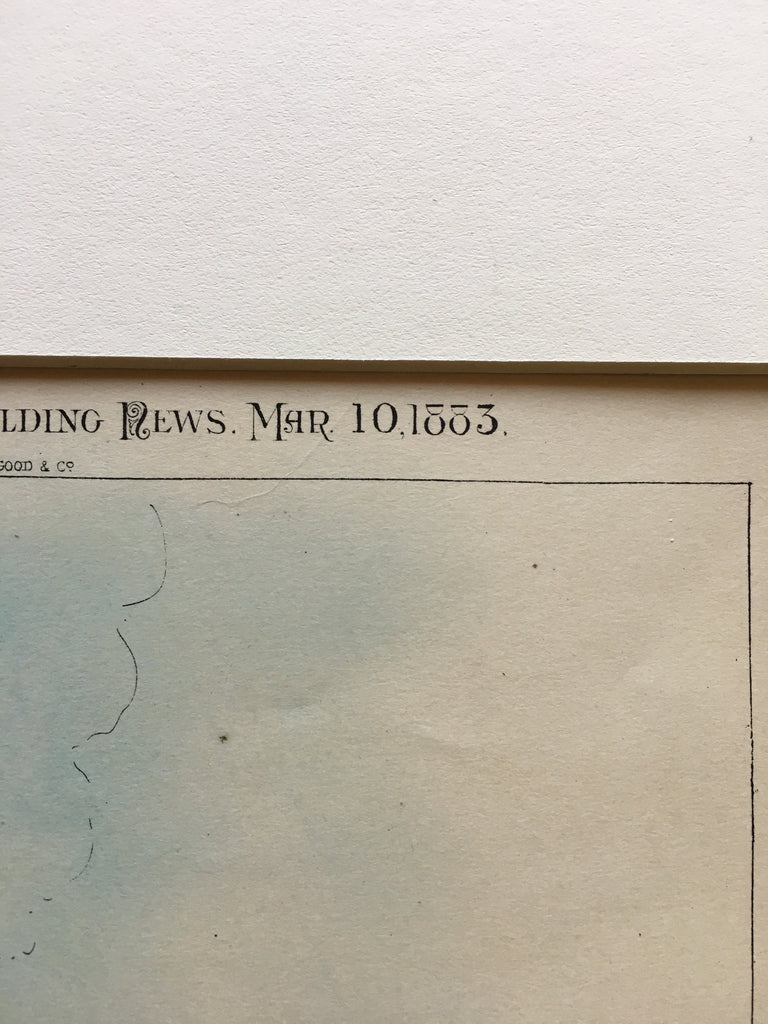 LDING NEWS. MAR. 10, 1883.
GOOD & Co